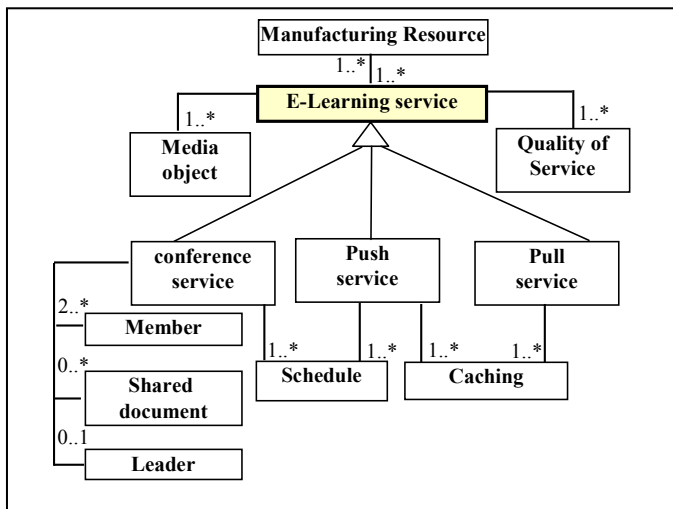 Manufacturing Resource
1..*
1..*
E-Learning service
1..*
1..*
Media
object
Quality of
Service
conference
service
Push
service
Pull
service
2..*
Member
1..*
1..*
1..*
1..*
0..*
Schedule
Caching
Shared
document
0..1
Leader